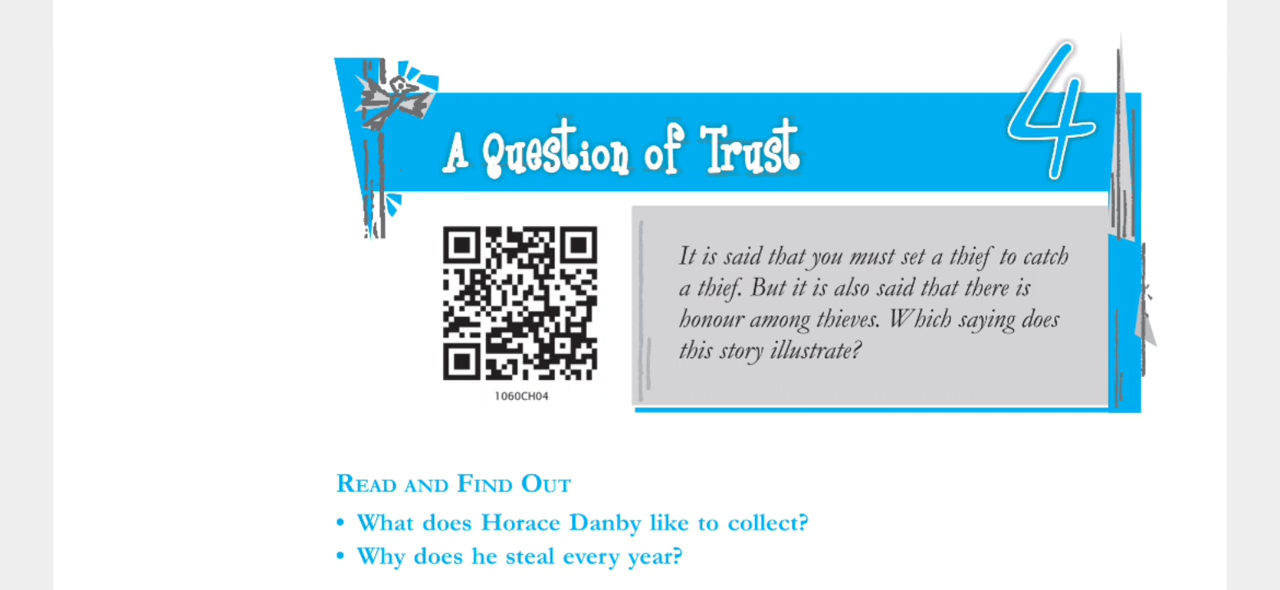 4
A Question of Trust
It is said that you must set a thief to catch
a thief. But it is also said that there is
honour among thieves. Which saying does
this story illustrate?
1060CH04
READ AND FIND OUT
• What does Horace Danby like to collect?
• Why does he steal every year?